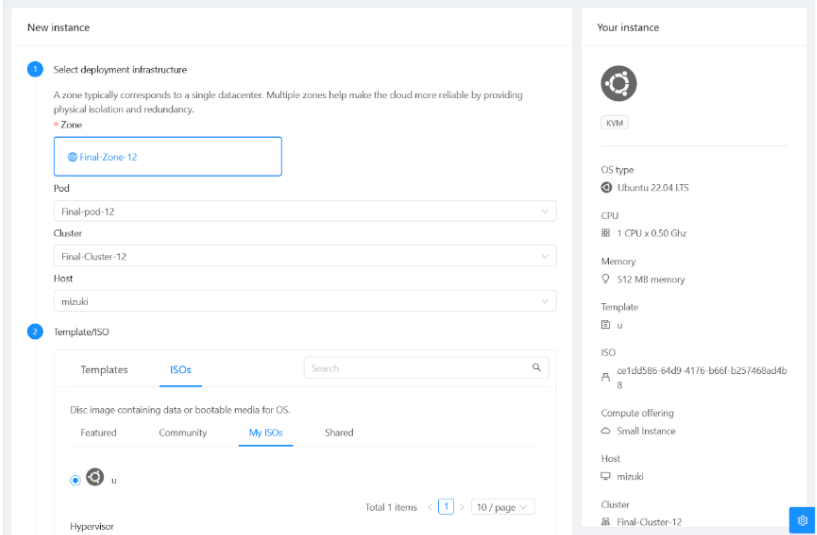 New instance
1 Select deployment infrastructure
A zone typically corresponds to a single datacenter. Multiple zones help make the cloud more reliable by providing
physical isolation and redundancy.
* Zone
Final-Zone-12
Pod
Final-pod-12
Cluster
Final-Cluster-12
Host
mizuki
2 Template/ISO
Templates ISOs Search
Disc image containing data or bootable media for OS.
Featured Community My ISOs Shared
u
Total 1 items < 1 > 10 / page
Hypervisor
Your instance
KVM
OS type
Ubuntu 22.04 LTS
CPU
1 CPU x 0.50 Ghz
Memory
512 MB memory
Template
u
ISO
ce1dd586-64d9-4176-b66f-b257468ad4b
8
Compute offering
Small Instance
Host
mizuki
Cluster
Final-Cluster-12